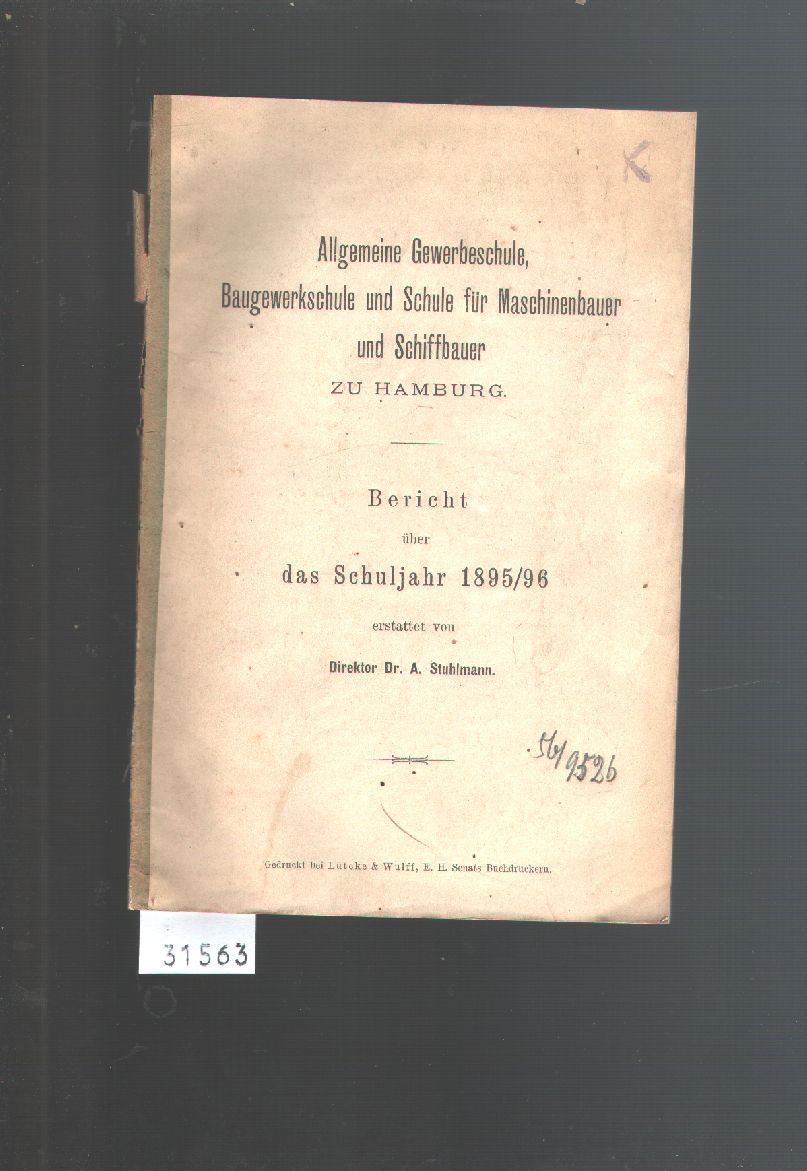 Allgemeine Gewerbeschule,
Baugewerkschule und Schule für Maschinenbauer
und Schiffbauer
ZU HAMBURG.
Bericht
über
das Schuljahr 1895/96
erstattet von
Direktor Dr. A. Stuhlmann.
56/9526
Gedruckt bei Lütcke & Wulff, E. H. Senats Buchdruckern.
31563